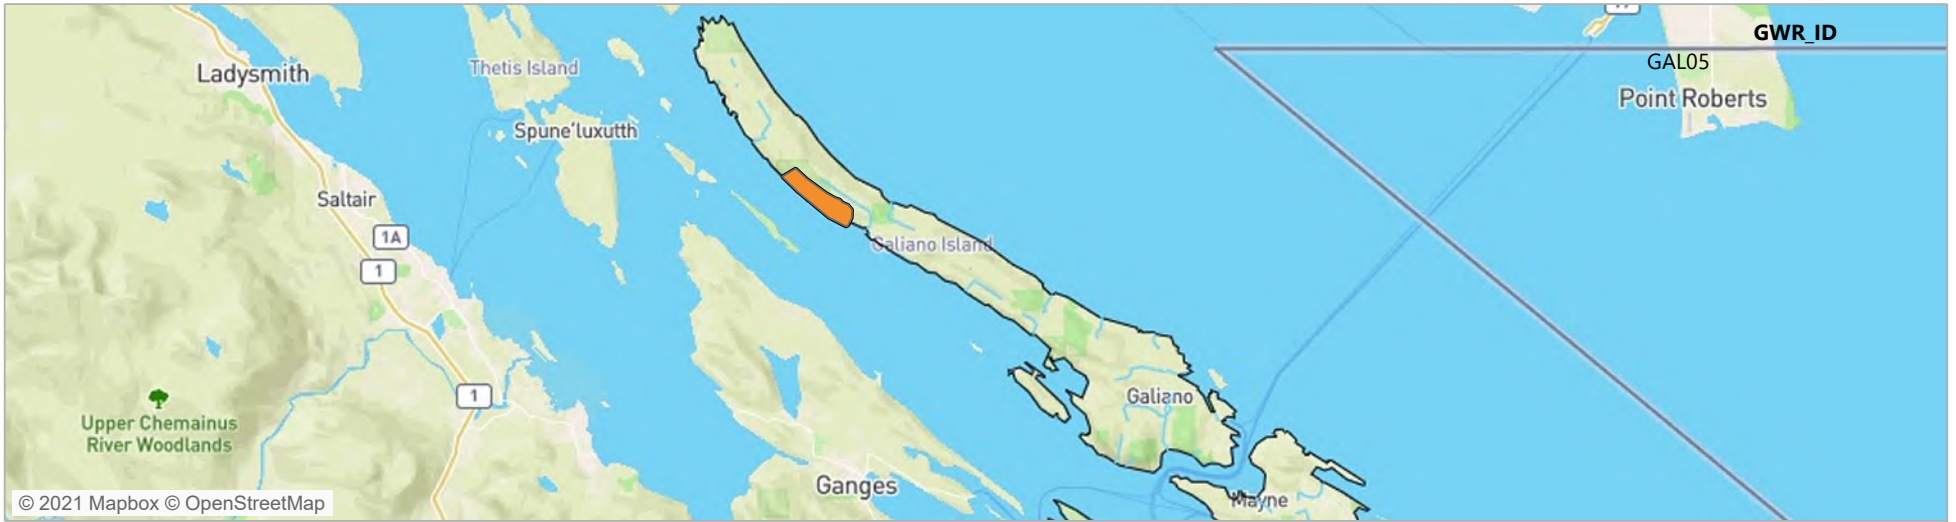 GWR_ID
GAL05
Ladysmith
Thetis Island
Point Roberts
Spune'luxutth
Saltair
1A
Galiano Island
1
1
Galiano
Upper Chemainus
River Woodlands
Ganges
Mayne
© 2021 Mapbox © OpenStreetMap